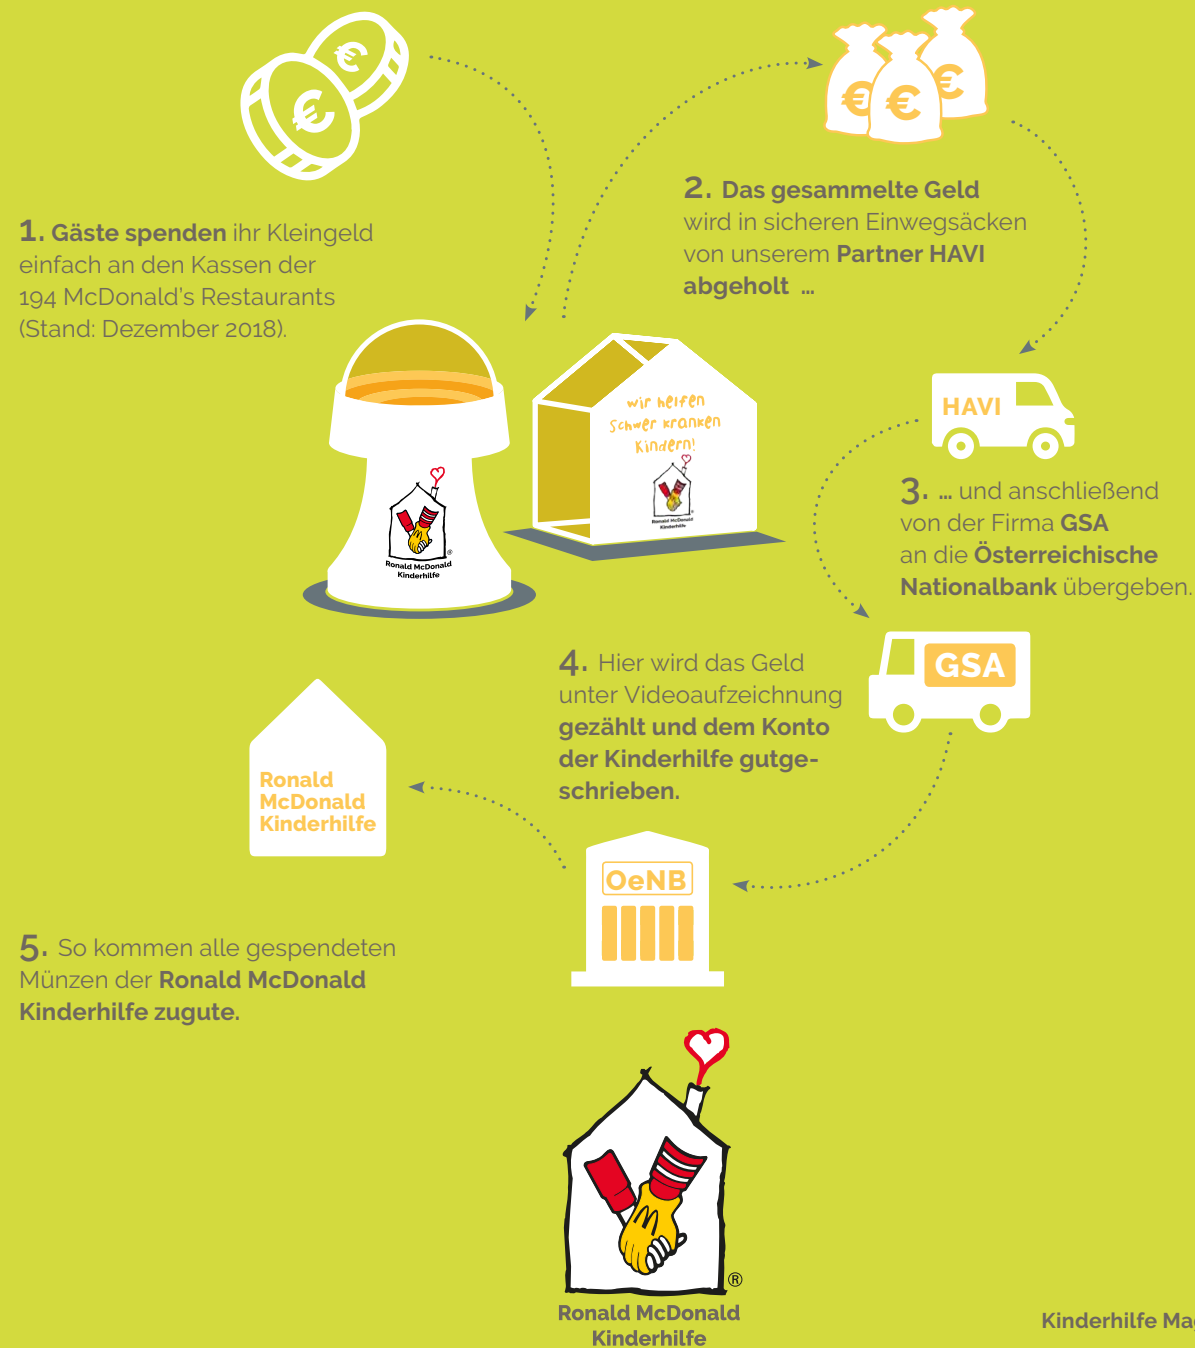 1. Gäste spenden ihr Kleingeld
einfach an den Kassen der
194 McDonald's Restaurants
(Stand: Dezember 2018).
2. Das gesammelte Geld
wird in sicheren Einwegsäcken
von unserem Partner HAVI
abgeholt ...
wir helfen
Schwer kranken
Kindern!
Ronald McDonald
Kinderhilfe
®
Ronald McDonald
Kinderhilfe
HAVI
3. ... und anschließend
von der Firma GSA
an die Österreichische
Nationalbank übergeben.
GSA
4. Hier wird das Geld
unter Videoaufzeichnung
gezählt und dem Konto
der Kinderhilfe gutge-
schrieben.
Ronald
McDonald
Kinderhilfe
OeNB
5. So kommen alle gespendeten
Münzen der Ronald McDonald
Kinderhilfe zugute.
®
Ronald McDonald
Kinderhilfe
Kinderhilfe